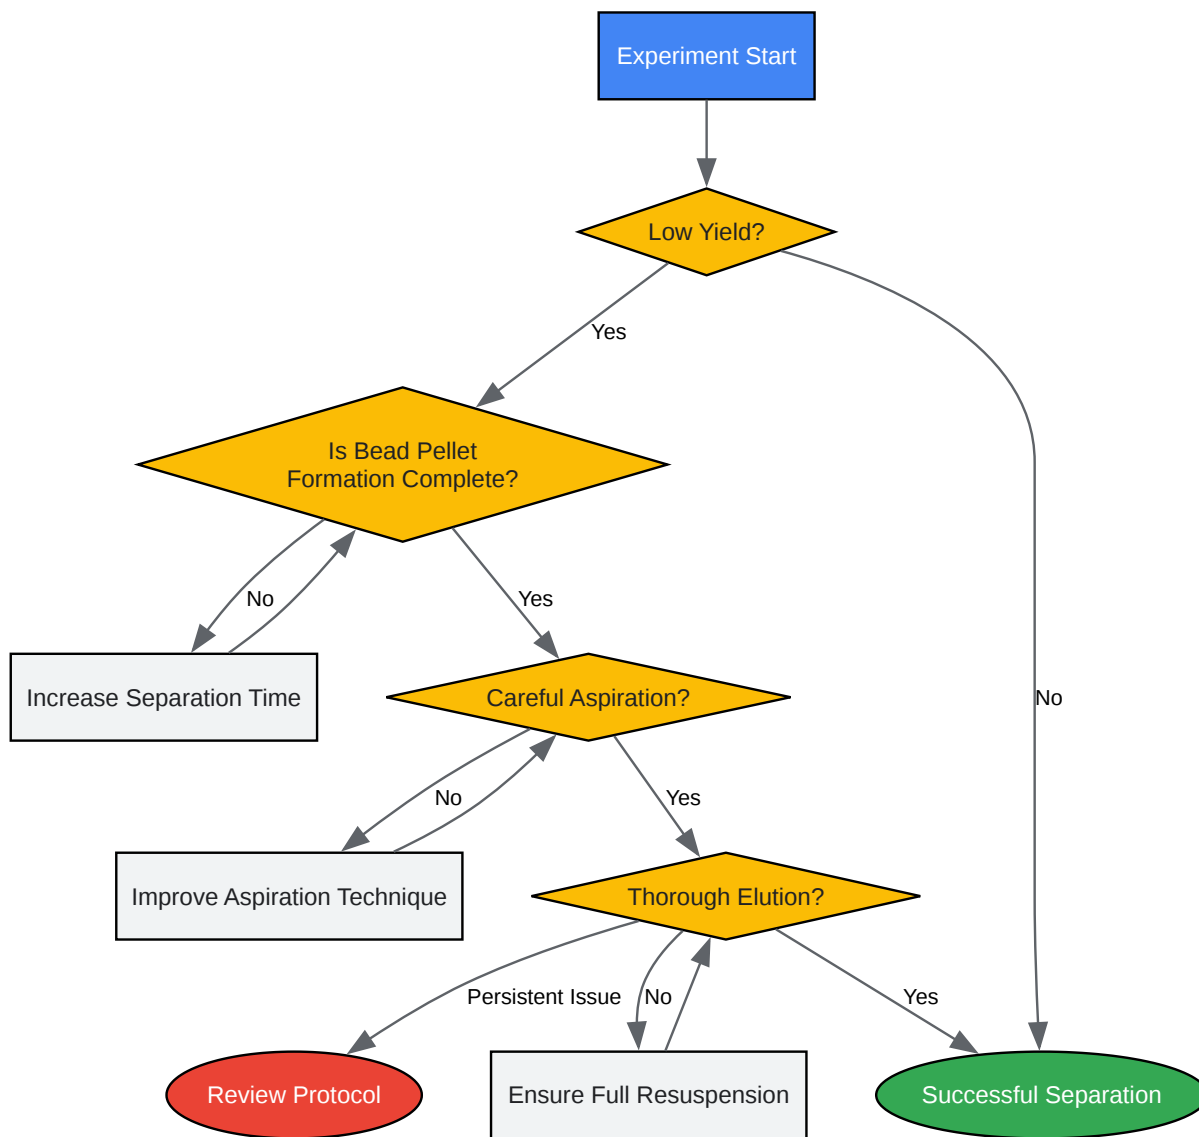 Experiment Start
Low Yield?
Yes
Is Bead Pellet
Formation Complete?
No
Yes
Increase Separation Time
Careful Aspiration?
No
No
Yes
Improve Aspiration Technique
Thorough Elution?
Persistent Issue
No
Yes
Review Protocol
Ensure Full Resuspension
Successful Separation